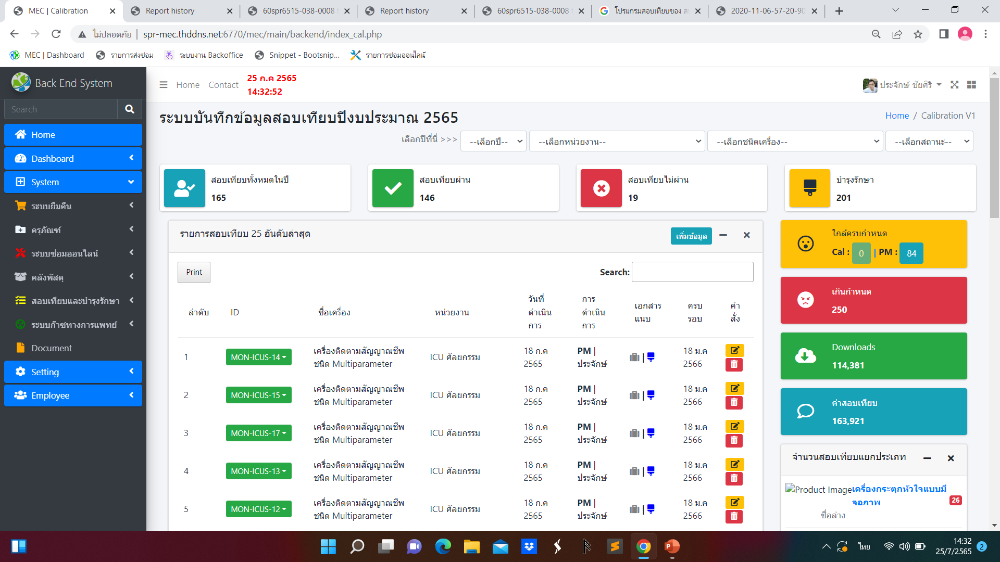 MEC | Calibration
Report history
60spr6515-038-0008
Report history
60spr6515-038-0008
โปรแกรมสอบเทียบของ
2020-11-06-57-20-90
ไม่ปลอดภัย | spr-mec.thddns.net:6770/mec/main/backend/index_cal.php
MEC | Dashboard
รายการส่งซ่อม
ระบบงาน Backoffice
Snippet - Bootsnip...
รายการซ่อมออนไลน์
Back End System
Search
Home
Dashboard
System
ระบบยืมคืน
ครุภัณฑ์
ระบบซ่อมออนไลน์
คลังพัสดุ
สอบเทียบและบำรุงรักษา
ระบบก๊าซทางการแพทย์
Document
Setting
Employee
Home Contact
25 ก.ค 2565
14:32:52
ประจักษ์ ชัยศิริ
ระบบบันทึกข้อมูลสอบเทียบปีงบประมาณ 2565
Home / Calibration V1
เลือกปีที่นี่ >>>
--เลือกปี--
--เลือกหน่วยงาน--
--เลือกชนิดเครื่อง--
--เลือกสถานะ--
สอบเทียบทั้งหมดในปี
165
สอบเทียบผ่าน
146
สอบเทียบไม่ผ่าน
19
บำรุงรักษา
201
รายการสอบเทียบ 25 อันดับล่าสุด
เพิ่มข้อมูล
Print
Search:
ลำดับ ID ชื่อเครื่อง หน่วยงาน วันที่ดำเนินการ การดำเนินการ เอกสารแนบ ครบรอบ คำสั่ง
1 MON-ICUS-14 เครื่องติดตามสัญญาณชีพ ICU ศัลยกรรม 18 ก.ค PM | | 18 ม.ค
ชนิด Multiparameter 2565 ประจักษ์ 2566
2 MON-ICUS-15 เครื่องติดตามสัญญาณชีพ ICU ศัลยกรรม 18 ก.ค PM | | 18 ม.ค
ชนิด Multiparameter 2565 ประจักษ์ 2566
3 MON-ICUS-17 เครื่องติดตามสัญญาณชีพ ICU ศัลยกรรม 18 ก.ค PM | | 18 ม.ค
ชนิด Multiparameter 2565 ประจักษ์ 2566
4 MON-ICUS-13 เครื่องติดตามสัญญาณชีพ ICU ศัลยกรรม 18 ก.ค PM | | 18 ม.ค
ชนิด Multiparameter 2565 ประจักษ์ 2566
5 MON-ICUS-12 เครื่องติดตามสัญญาณชีพ ICU ศัลยกรรม 18 ก.ค PM | | 18 ม.ค
ชนิด Multiparameter 2565 ประจักษ์ 2566
ใกล้ครบกำหนด
Cal : 0 | PM : 84
เกินกำหนด
250
Downloads
114,381
ค่าสอบเทียบ
163,921
จำนวนสอบเทียบแยกประเภท
Product Image
เครื่องกระตุกหัวใจแบบมี
จอภาพ
26
ชื่อล่าง
ไทย
14:32
25/7/2565
2